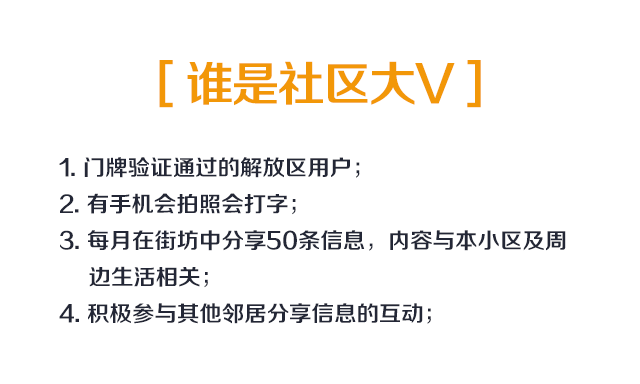 [ 谁是社区大V ]
1. 门牌验证通过的解放区用户；
2. 有手机会拍照会打字；
3. 每月在街坊中分享50条信息，内容与本小区及周
边生活相关；
4. 积极参与其他邻居分享信息的互动；